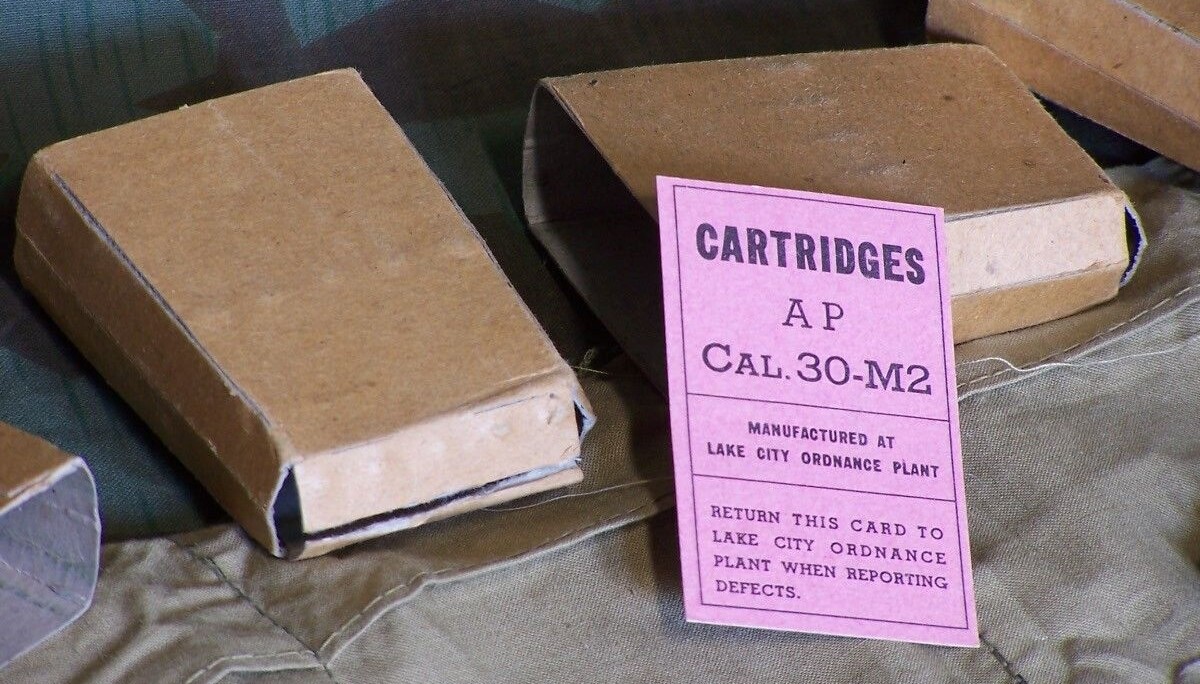 CARTRIDGES
AP
CAL. 30-M2
MANUFACTURED AT
LAKE CITY ORDNANCE PLANT
RETURN THIS CARD TO
LAKE CITY ORDNANCE
PLANT WHEN REPORTING
DEFECTS.